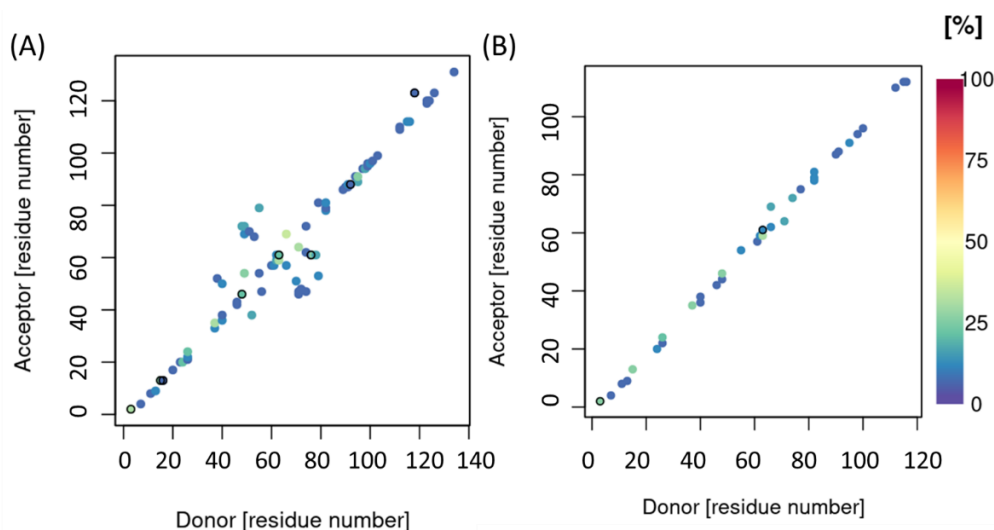 (A)
(B)
[%]
Acceptor [residue number]
0 20 40 60 80 100 120
0 20 40 60 80 100 120 140
Donor [residue number]
Acceptor [residue number]
0 20 40 60 80 100
0 20 40 60 80 100 120
Donor [residue number]
100
75
50
25
0